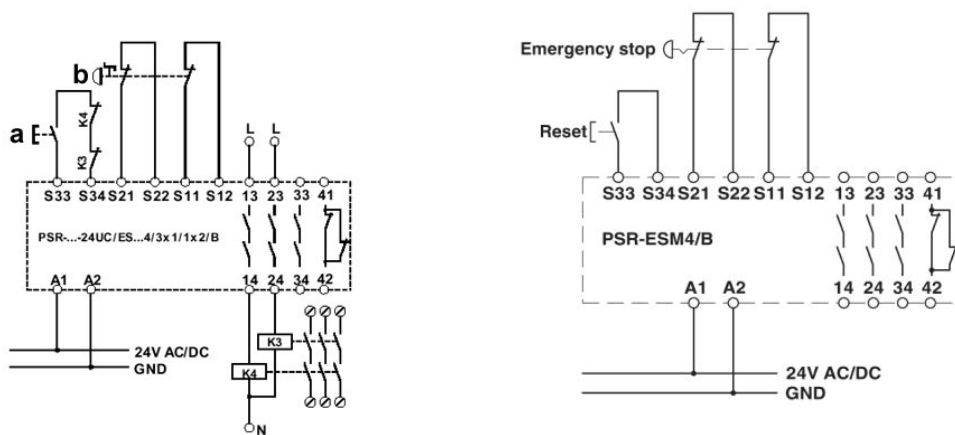 b
a
K4
K3
L L
S33 S34 S21 S22 S11 S12 13 23 33 41
PSR-...-24UC/ES...4/3x1/1x2/B
A1 A2 14 24 34 42
K3
K4
24V AC/DC
GND
N
Emergency stop
Reset
S33 S34 S21 S22 S11 S12 13 23 33 41
PSR-ESM4/B
A1 A2 14 24 34 42
24V AC/DC
GND